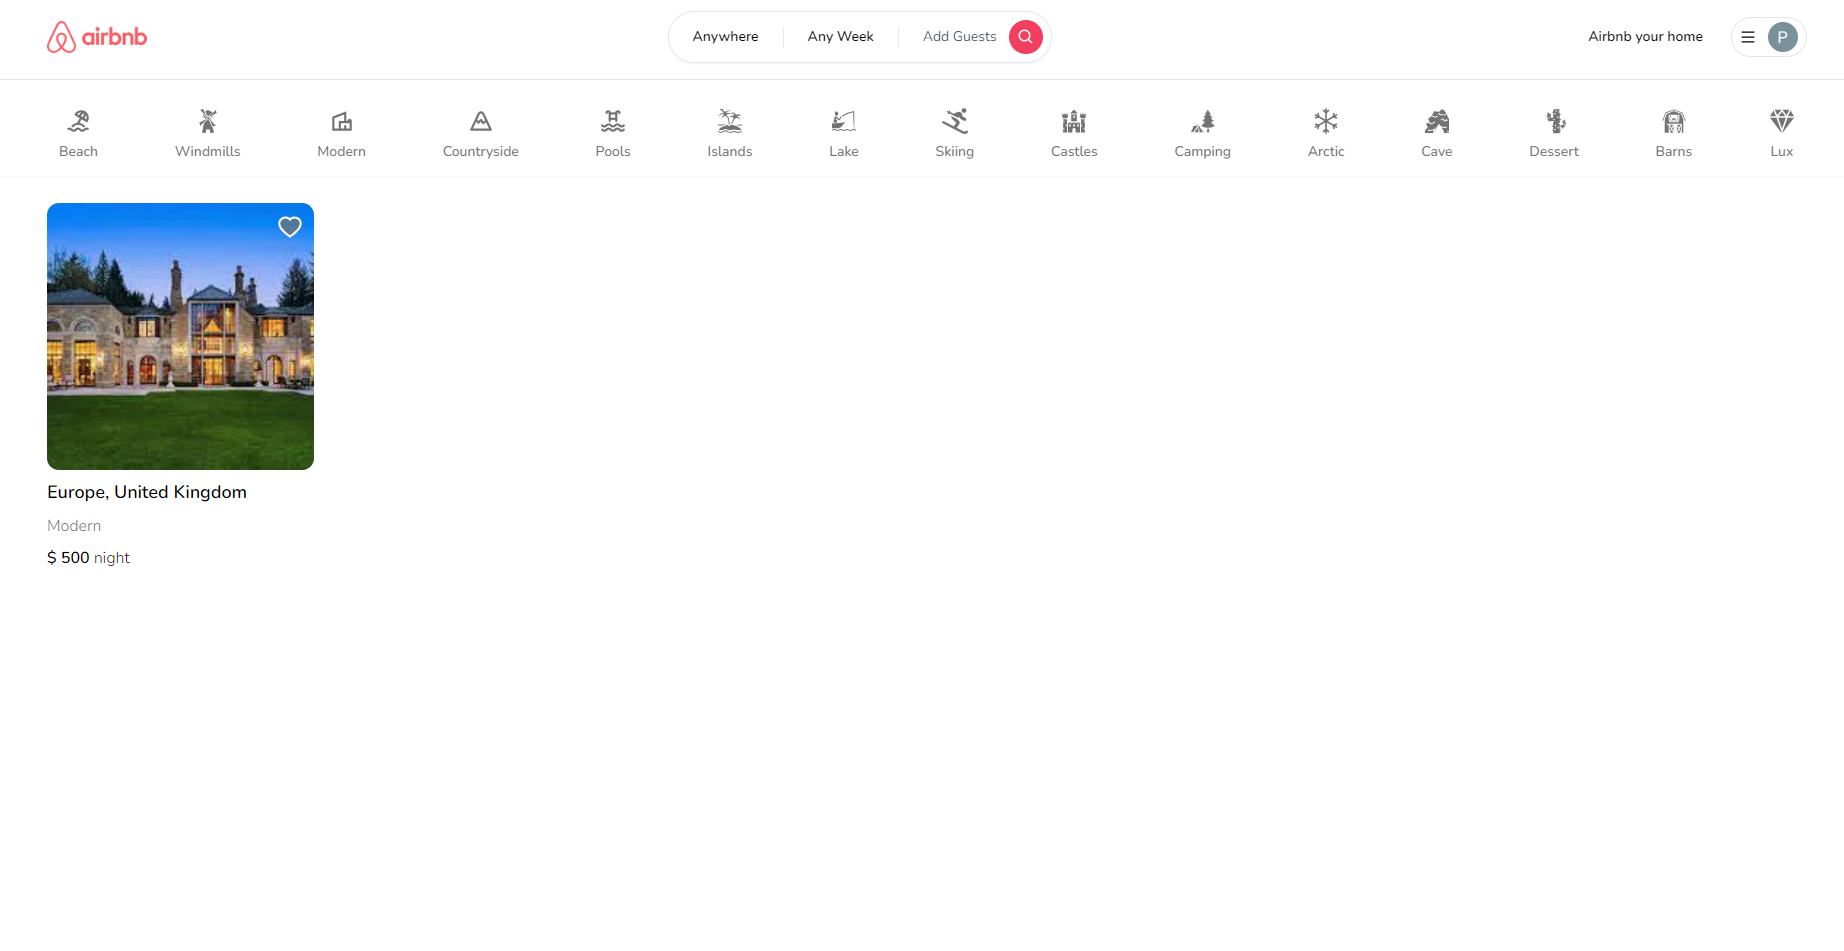 airbnb
Anywhere
Any Week
Add Guests
Airbnb your home
P
Beach
Windmills
Modern
Countryside
Pools
Islands
Lake
Skiing
Castles
Camping
Arctic
Cave
Dessert
Barns
Lux
Europe, United Kingdom
Modern
$ 500 night